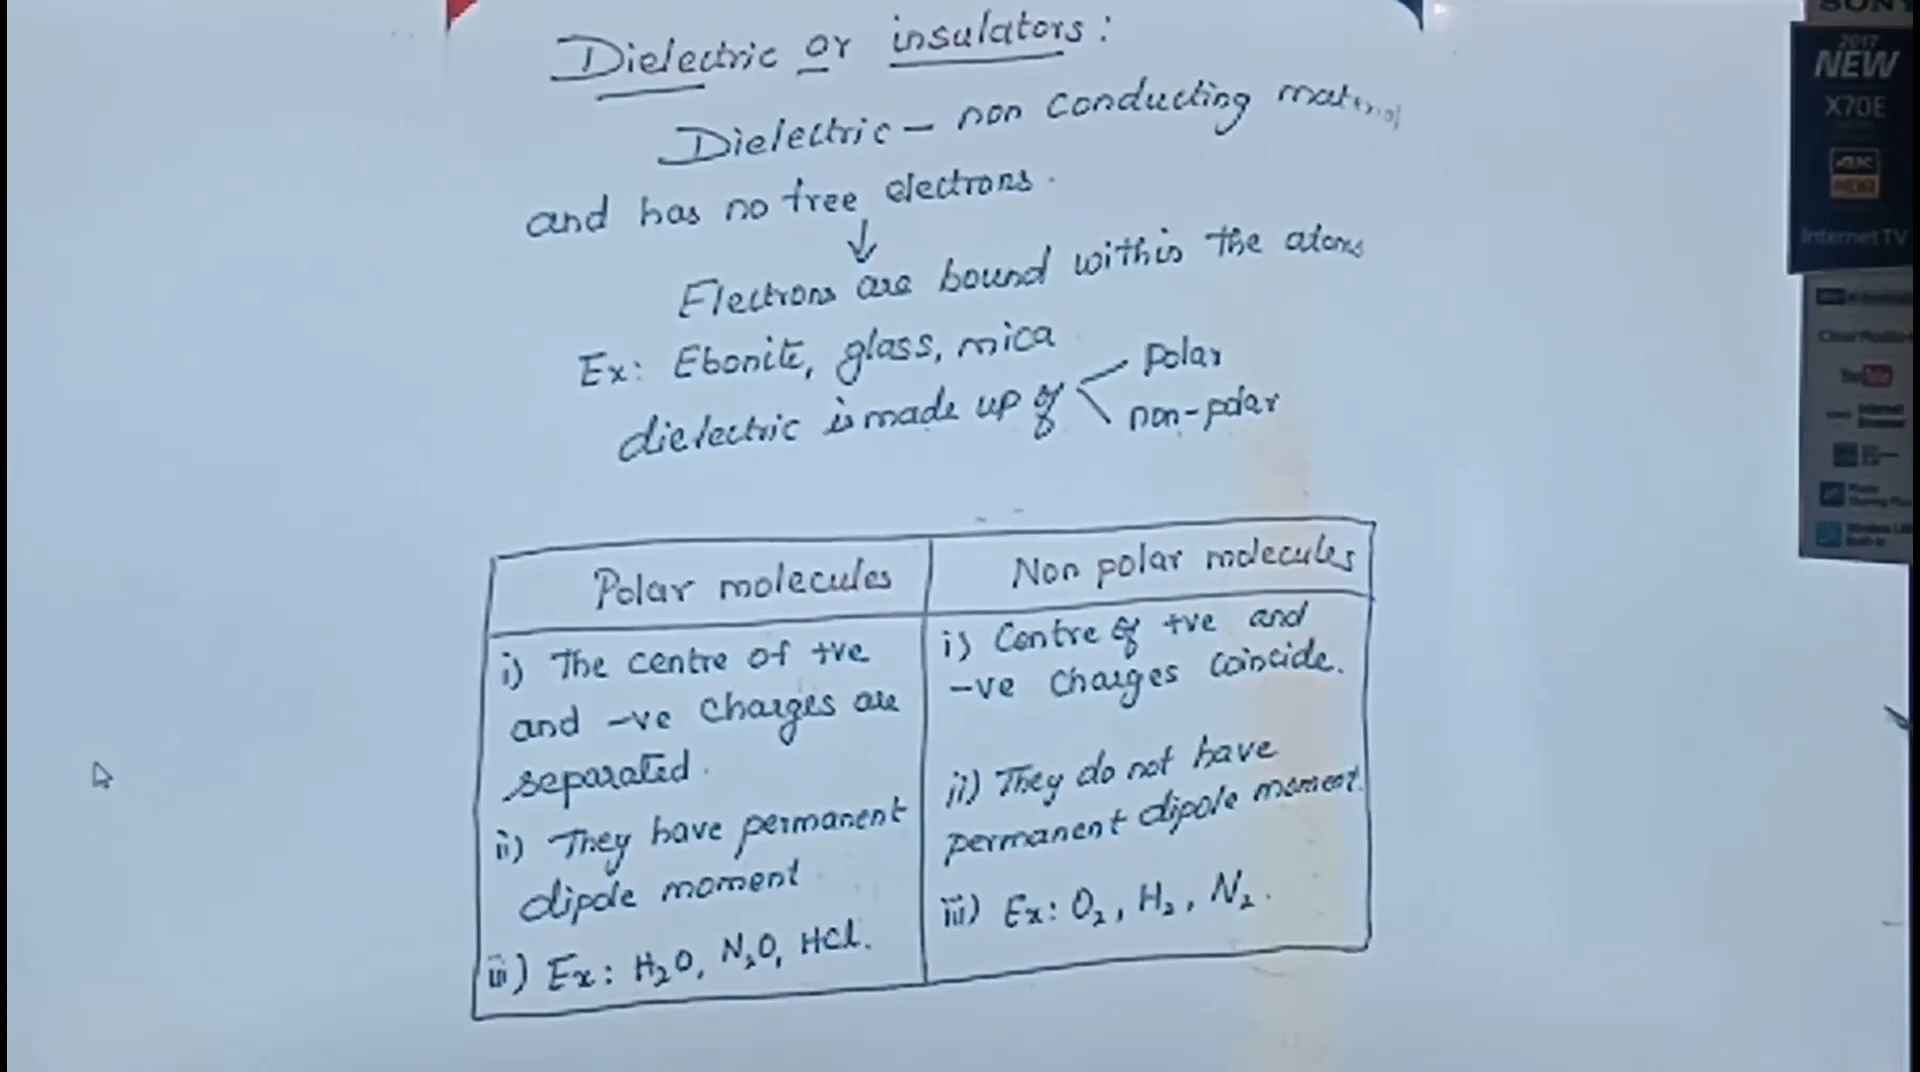 Dielectric or insulators:
Dielectric - non conducting material
and has no free electrons.
↓
Electrons are bound within the atoms
Ex: Ebonite, glass, mica
dielectric is made up of
polar
non-polar
Polar molecules
i) The centre of +ve
and -ve charges are
separated.
ii) They have permanent
dipole moment
iii) Ex: H₂O, N₂O, HCl.
Non polar molecules
i) Centre of +ve and
-ve charges coincide.
ii) They do not have
permanent dipole moment.
iii) Ex: O₂, H₂, N₂.
SONY
2017
NEW
X70E
4K
HDR
Internet TV
YouTube